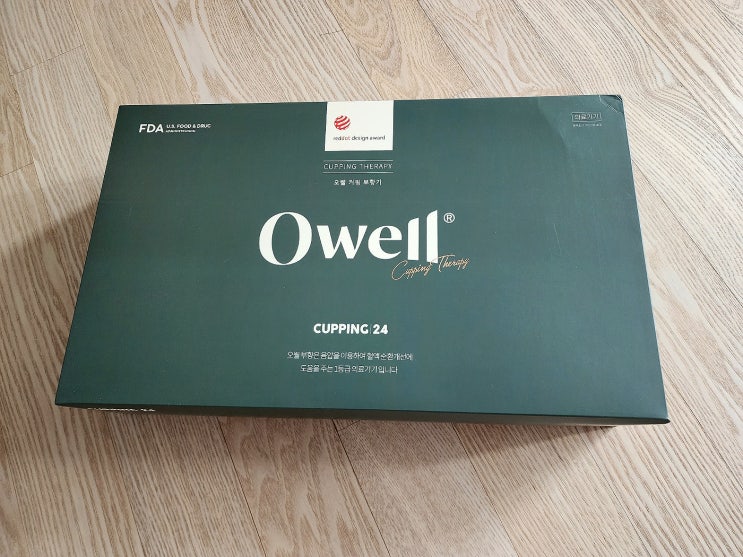 FDA U.S. FOOD & DRUG
ADMINISTRATION
reddot design award
의료기기
CUPPING THERAPY
오웰 커핑 부항기
Owell®
Cupping Therapy
CUPPING 24
오웰 부항은 음압을 이용하여 혈액 순환 개선에
도움을 주는 1등급 의료기기 입니다
CUPPING 24